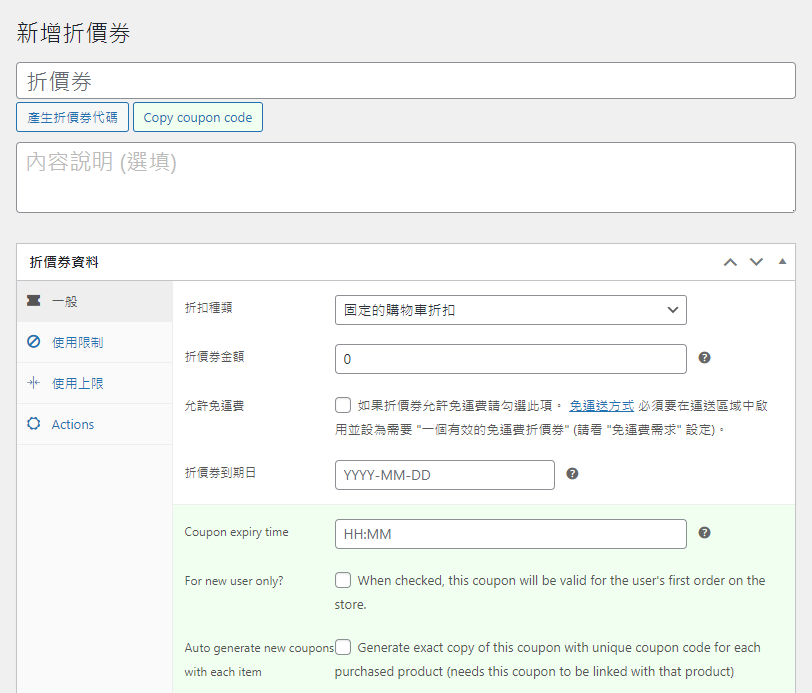 新增折價券
折價券
產生折價券代碼 Copy coupon code
內容說明 (選填)
折價券資料
一般
使用限制
使用上限
Actions
折扣種類 固定的購物車折扣
折價券金額 0
允許免運費 如果折價券允許免運費請勾選此項。 免運送方式 必須要在運送區域中啟
用並設為需要 "一個有效的免運費折價券" (請看 "免運費需求" 設定)。
折價券到期日 YYYY-MM-DD
Coupon expiry time HH:MM
For new user only? When checked, this coupon will be valid for the user's first order on the
store.
Auto generate new coupons Generate exact copy of this coupon with unique coupon code for each
with each item purchased product (needs this coupon to be linked with that product)